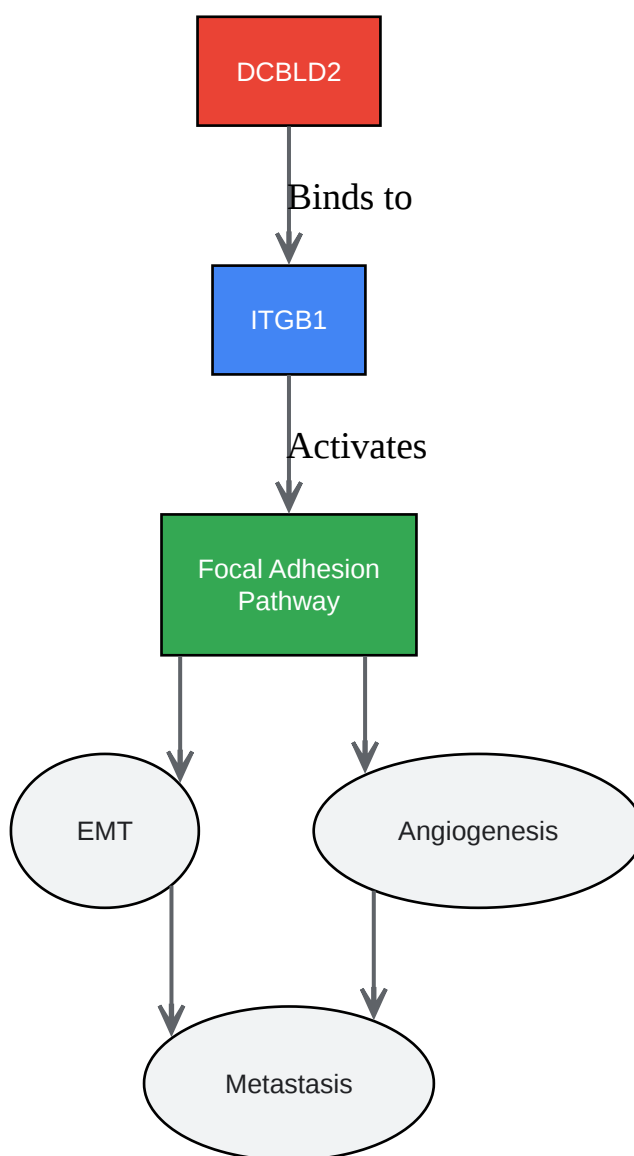 DCBLD2
Binds to
ITGB1
Activates
Focal Adhesion
Pathway
EMT
Angiogenesis
Metastasis